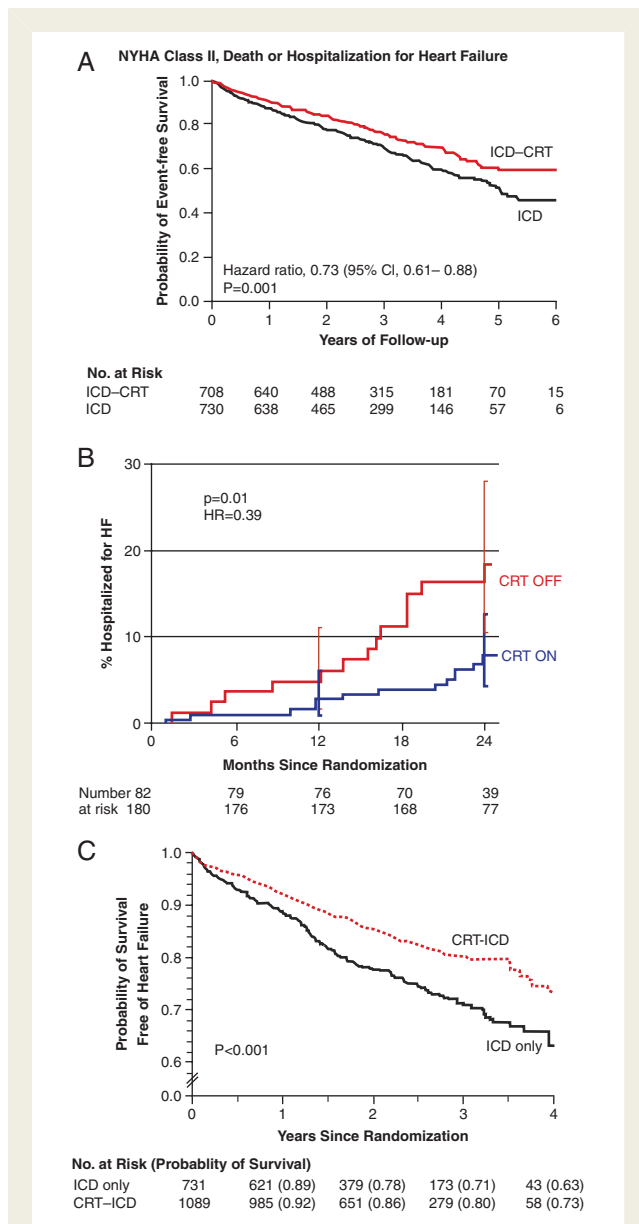 A
NYHA Class II, Death or Hospitalization for Heart Failure
Probability of Event-free Survival
1.0
0.8
0.6
0.4
0.2
0.0
ICD–CRT
ICD
Hazard ratio, 0.73 (95% CI, 0.61– 0.88)
P=0.001
0 1 2 3 4 5 6
Years of Follow-up
No. at Risk
ICD–CRT 708 640 488 315 181 70 15
ICD 730 638 465 299 146 57 6
B
% Hospitalized for HF
30
20
10
0
p=0.01
HR=0.39
CRT OFF
CRT ON
0 6 12 18 24
Months Since Randomization
Number 82 79 76 70 39
at risk 180 176 173 168 77
C
Probability of Survival
Free of Heart Failure
1.0
0.9
0.8
0.7
0.6
0.0
CRT-ICD
ICD only
P<0.001
0 1 2 3 4
Years Since Randomization
No. at Risk (Probablity of Survival)
ICD only 731 621 (0.89) 379 (0.78) 173 (0.71) 43 (0.63)
CRT–ICD 1089 985 (0.92) 651 (0.86) 279 (0.80) 58 (0.73)